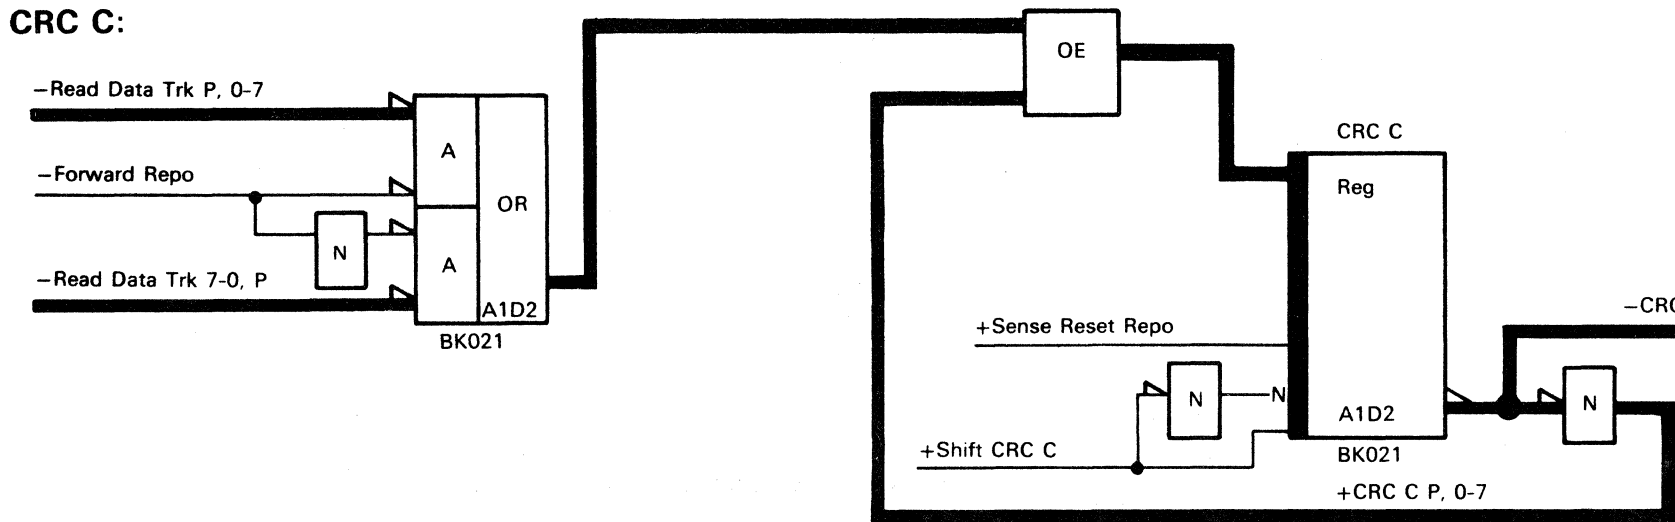 CRC C:
OE
−Read Data Trk P, 0-7
CRC C
A
−Forward Repo
Reg
OR
N
A
−Read Data Trk 7-0, P
A1D2
−CRC
BK021
+Sense Reset Repo
N
N
N
A1D2
+Shift CRC C
BK021
+CRC C P, 0-7